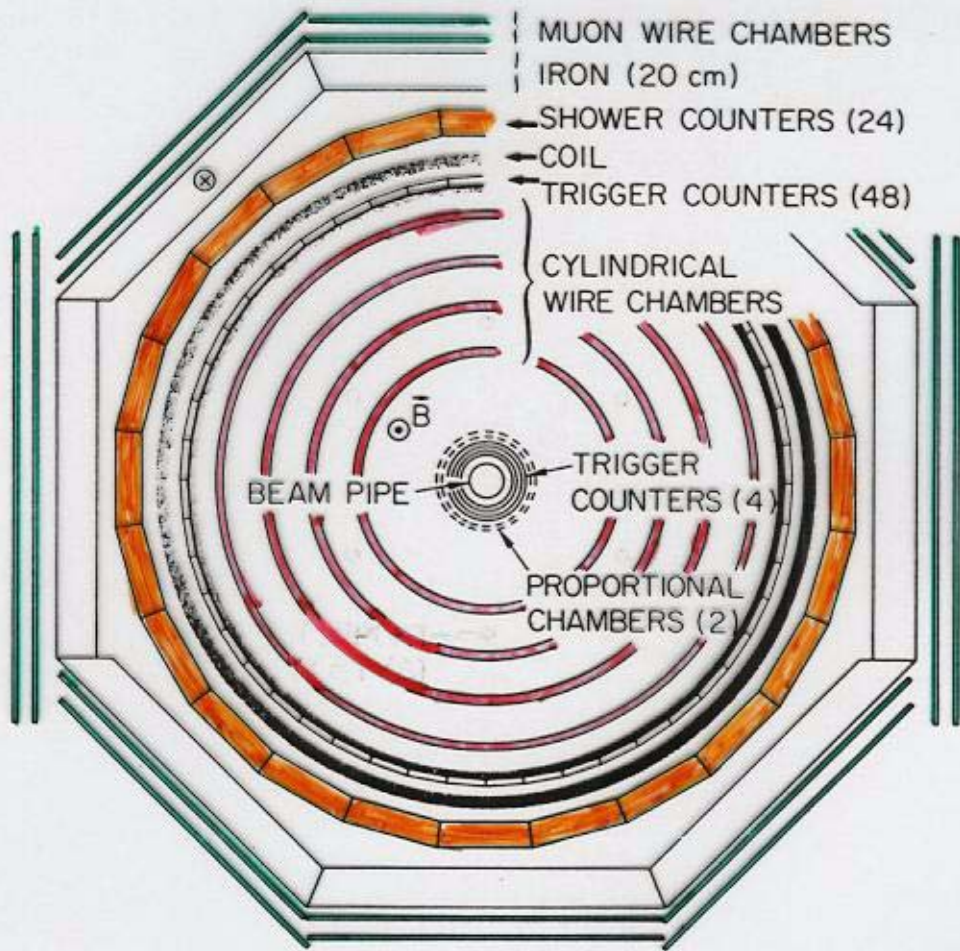 MUON WIRE CHAMBERS
IRON (20 cm)
SHOWER COUNTERS (24)
COIL
TRIGGER COUNTERS (48)
CYLINDRICAL
WIRE CHAMBERS
B
BEAM PIPE
TRIGGER
COUNTERS (4)
PROPORTIONAL
CHAMBERS (2)